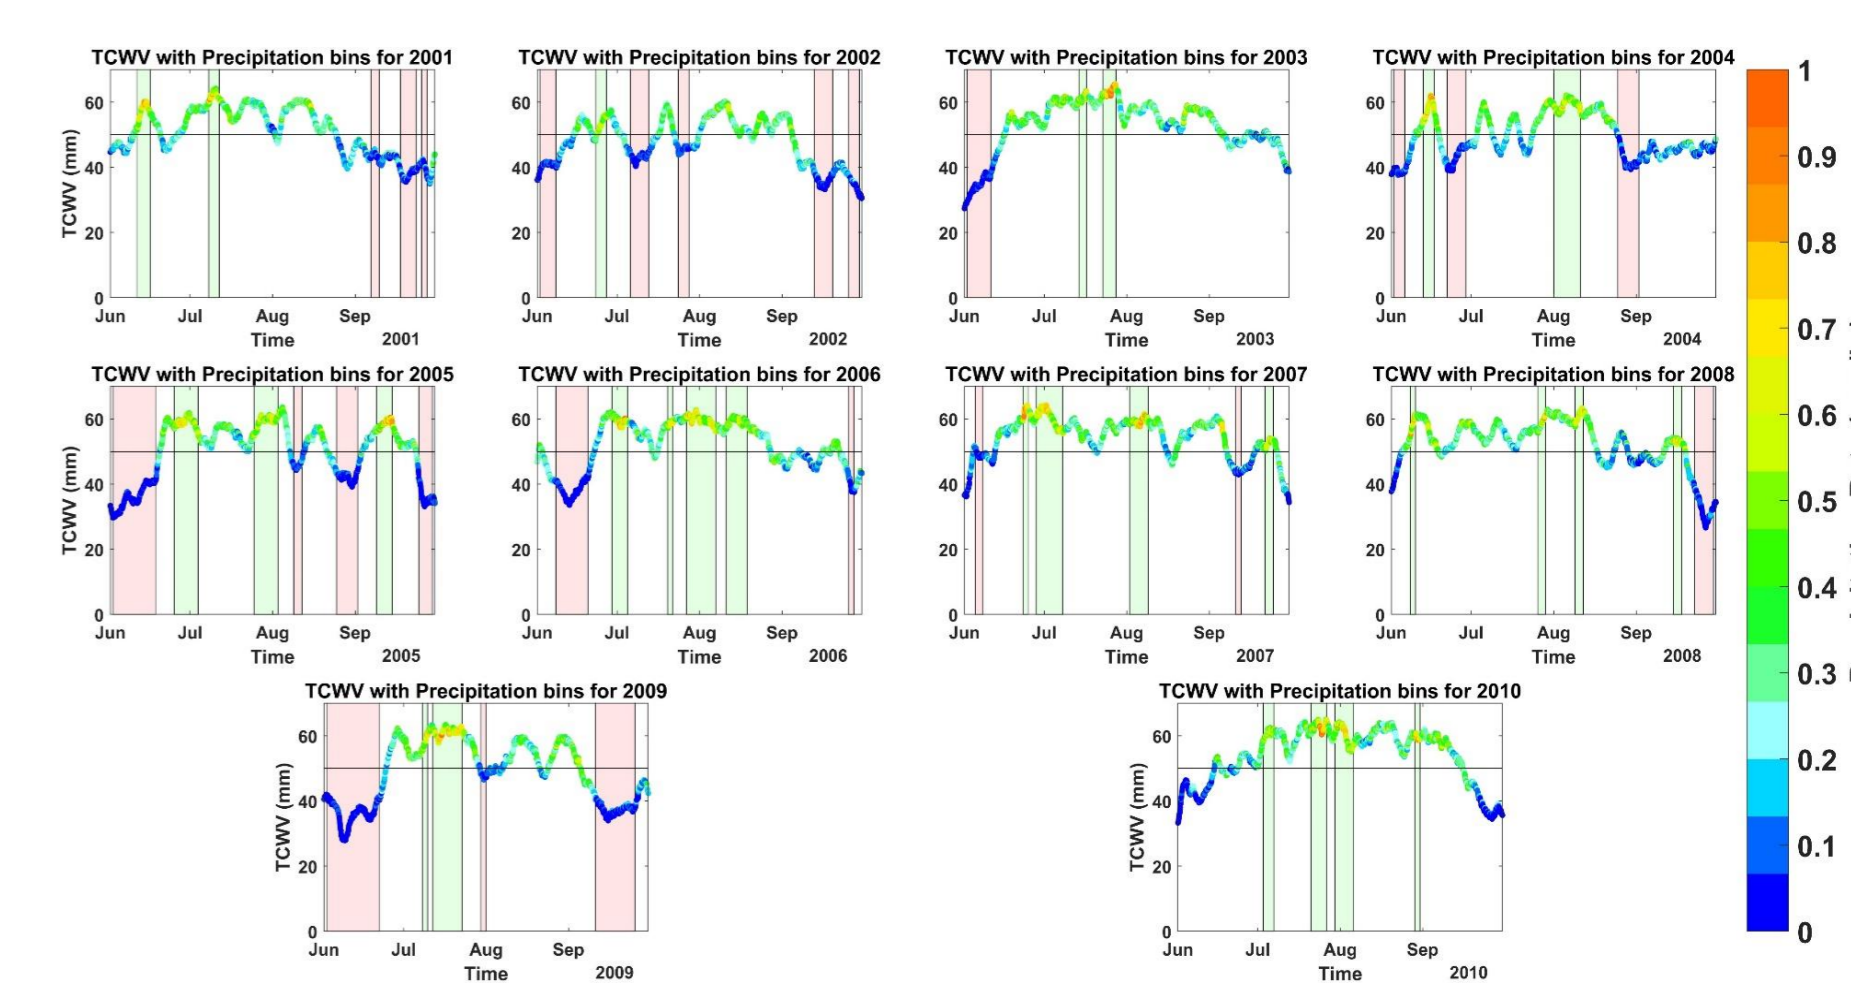 TCWV with Precipitation bins for 2001
TCWV (mm)
60
40
20
0
Jun Jul Aug Sep
Time 2001
TCWV with Precipitation bins for 2002
60
40
20
0
Jun Jul Aug Sep
Time 2002
TCWV with Precipitation bins for 2003
60
40
20
0
Jun Jul Aug Sep
Time 2003
TCWV with Precipitation bins for 2004
60
40
20
0
Jun Jul Aug Sep
Time 2004
TCWV with Precipitation bins for 2005
TCWV (mm)
60
40
20
0
Jun Jul Aug Sep
Time 2005
TCWV with Precipitation bins for 2006
60
40
20
0
Jun Jul Aug Sep
Time 2006
TCWV with Precipitation bins for 2007
60
40
20
0
Jun Jul Aug Sep
Time 2007
TCWV with Precipitation bins for 2008
60
40
20
0
Jun Jul Aug Sep
Time 2008
TCWV with Precipitation bins for 2009
TCWV (mm)
60
40
20
0
Jun Jul Aug Sep
Time 2009
TCWV with Precipitation bins for 2010
TCWV (mm)
60
40
20
0
Jun Jul Aug Sep
Time 2010
1
0.9
0.8
0.7
0.6
0.5
0.4
0.3
0.2
0.1
0